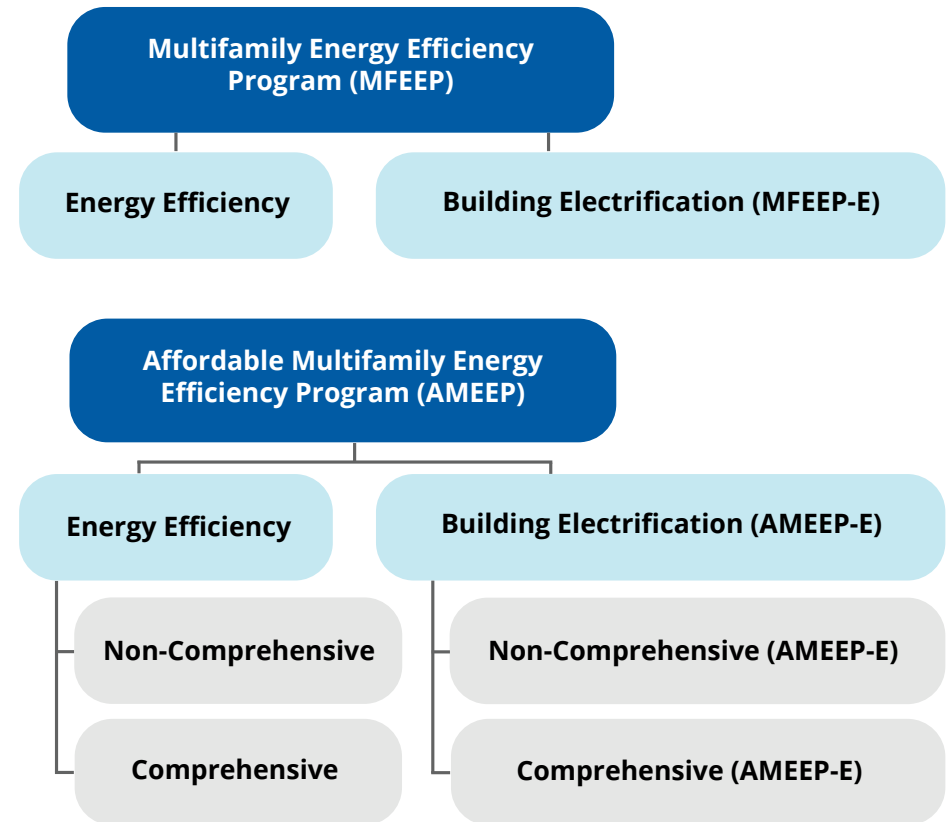 Multifamily Energy Efficiency
Program (MFEEP)
Energy Efficiency
Building Electrification (MFEEP-E)
Affordable Multifamily Energy
Efficiency Program (AMEEP)
Energy Efficiency
Building Electrification (AMEEP-E)
Non-Comprehensive
Non-Comprehensive (AMEEP-E)
Comprehensive
Comprehensive (AMEEP-E)